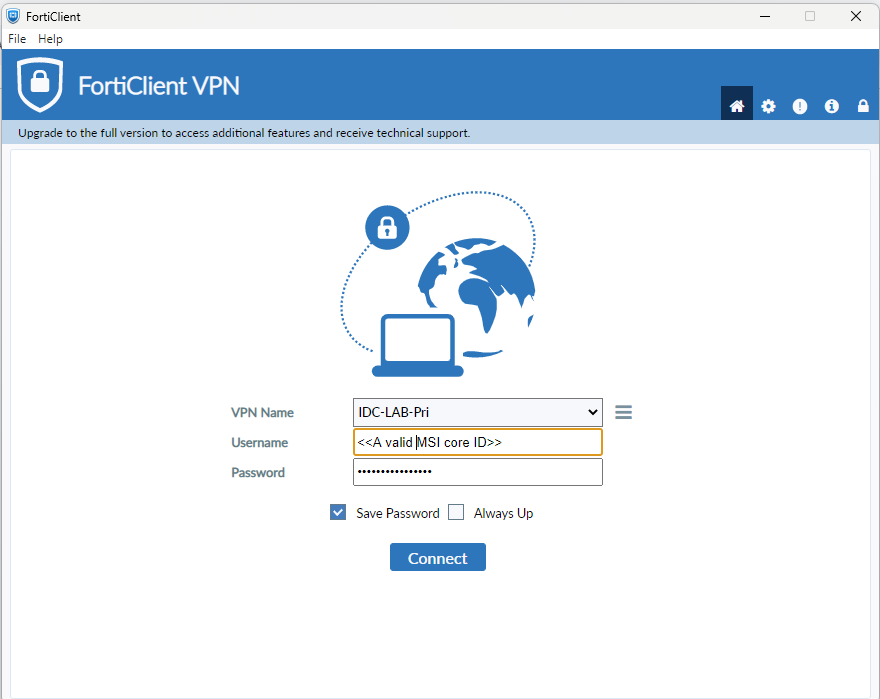 FortiClient
File Help
FortiClient VPN
Upgrade to the full version to access additional features and receive technical support.
VPN Name IDC-LAB-Pri
Username <<A valid MSI core ID>>
Password ••••••••••••••••
Save Password Always Up
Connect